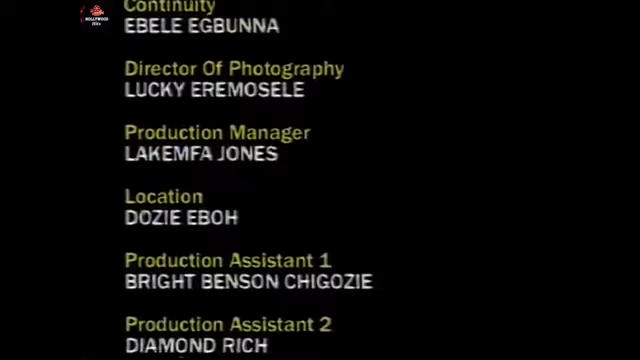 Continuity
EBELE EGBUNNA
Director Of Photography
LUCKY EREMOSELE
Production Manager
LAKEMFA JONES
Location
DOZIE EBOH
Production Assistant 1
BRIGHT BENSON CHIGOZIE
Production Assistant 2
DIAMOND RICH